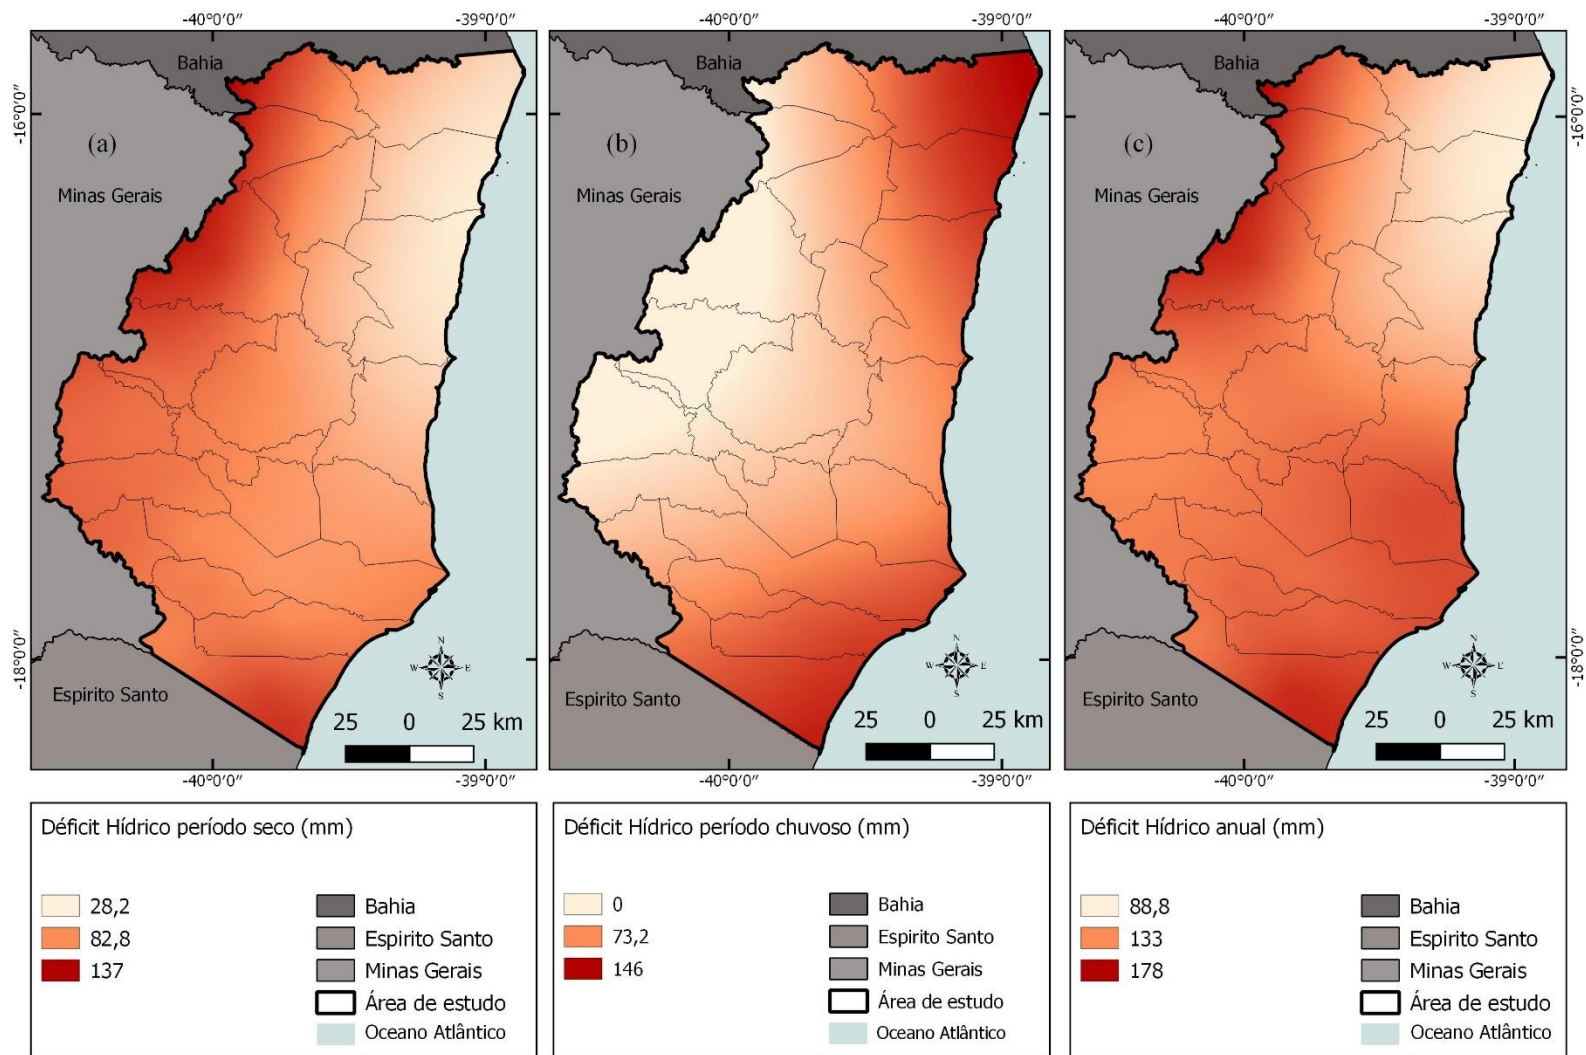 -40°0'0" -39°0'0" -40°0'0" -39°0'0" -40°0'0" -39°0'0"
Bahia
(a)
Minas Gerais
Espirito Santo
-16°0'0"
-18°0'0"
N
W E
S
25 0 25 km
-40°0'0" -39°0'0"
Bahia
(b)
Minas Gerais
Espirito Santo
N
W E
S
25 0 25 km
-40°0'0" -39°0'0"
Bahia
(c)
Minas Gerais
Espirito Santo
-16°0'0"
-18°0'0"
N
W E
S
25 0 25 km
-40°0'0" -39°0'0"
Déficit Hídrico período seco (mm)
28,2
82,8
137
Bahia
Espirito Santo
Minas Gerais
Área de estudo
Oceano Atlântico
Déficit Hídrico período chuvoso (mm)
0
73,2
146
Bahia
Espirito Santo
Minas Gerais
Área de estudo
Oceano Atlântico
Déficit Hídrico anual (mm)
88,8
133
178
Bahia
Espirito Santo
Minas Gerais
Área de estudo
Oceano Atlântico